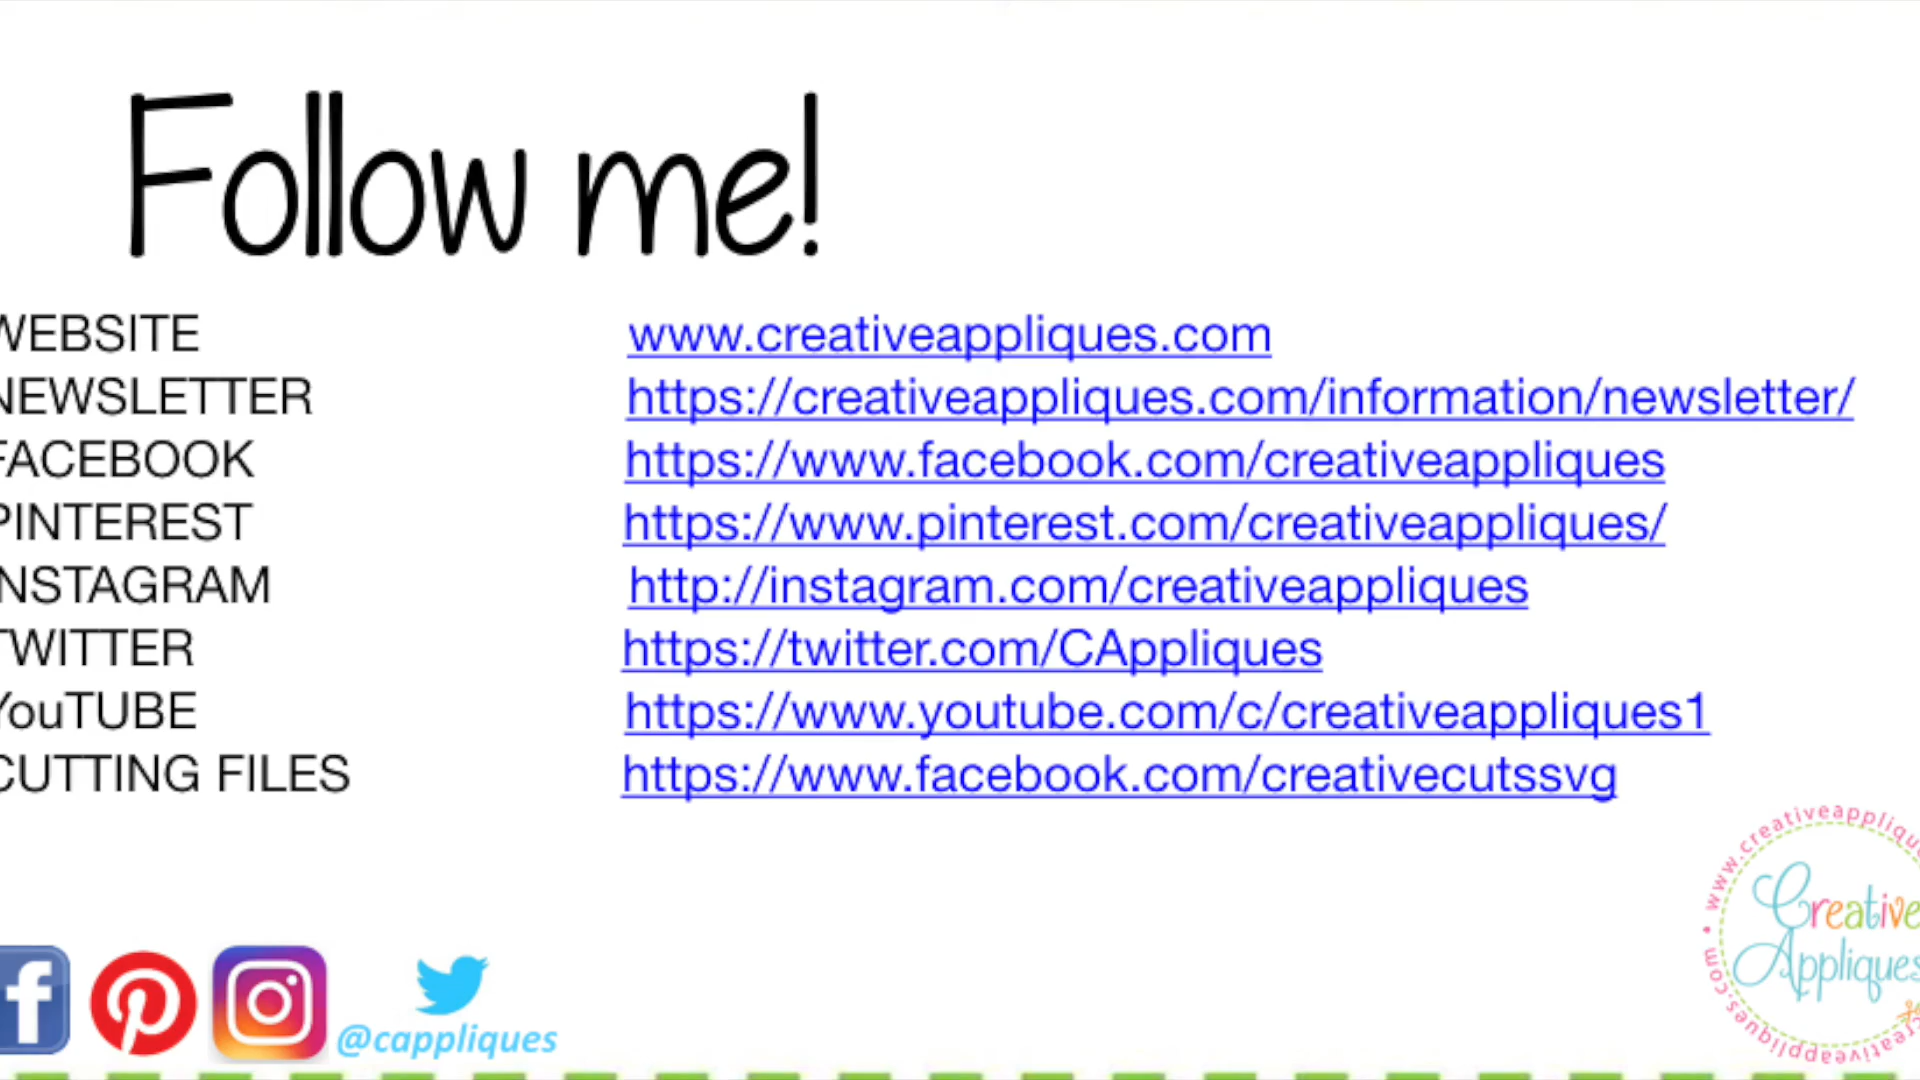 Follow me!
WEBSITE www.creativeappliques.com
NEWSLETTER https://creativeappliques.com/information/newsletter/
FACEBOOK https://www.facebook.com/creativeappliques
PINTEREST https://www.pinterest.com/creativeappliques/
INSTAGRAM http://instagram.com/creativeappliques
TWITTER https://twitter.com/CAppliques
YouTUBE https://www.youtube.com/c/creativeappliques1
CUTTING FILES https://www.facebook.com/creativecutssvg
@cappliques
Creative
Appliques